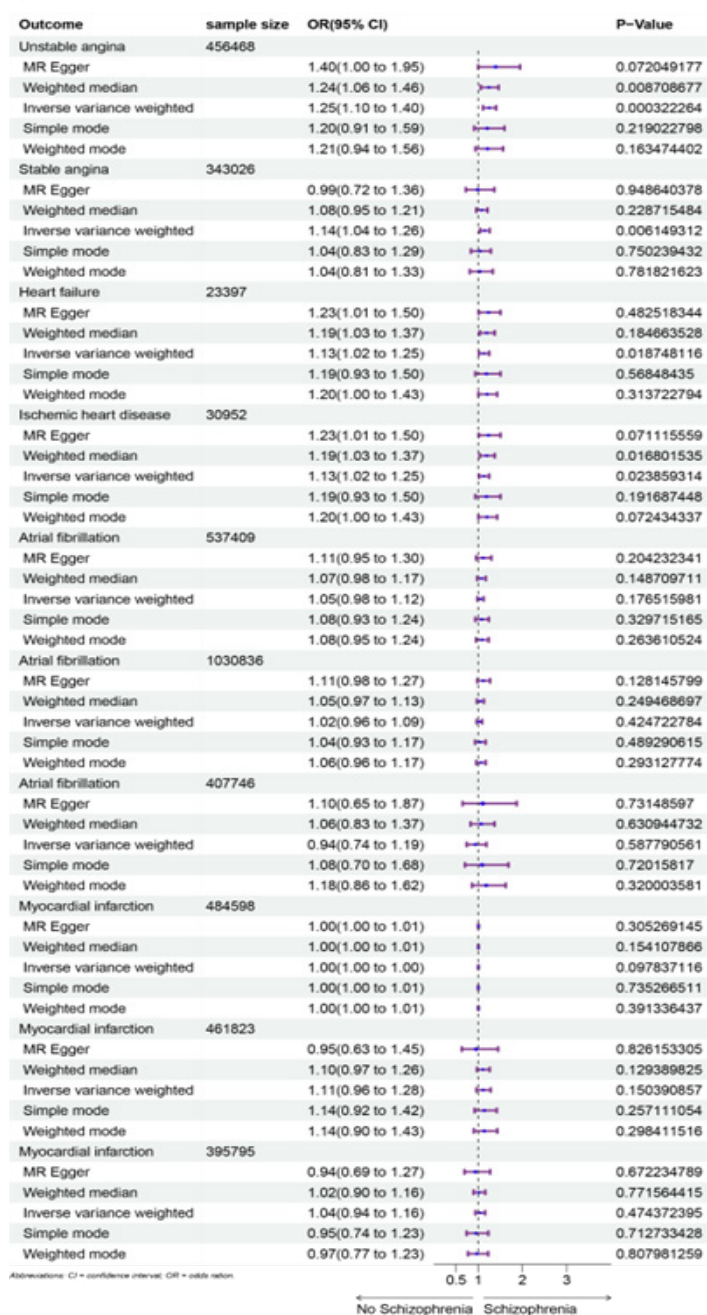 Outcome sample size OR(95% CI) P−Value
Unstable angina 456468
MR Egger 1.40(1.00 to 1.95) 0.072049177
Weighted median 1.24(1.06 to 1.46) 0.008708677
Inverse variance weighted 1.25(1.10 to 1.40) 0.000322264
Simple mode 1.20(0.91 to 1.59) 0.219022798
Weighted mode 1.21(0.94 to 1.56) 0.163474402
Stable angina 343026
MR Egger 0.99(0.72 to 1.36) 0.948640378
Weighted median 1.08(0.95 to 1.21) 0.228715484
Inverse variance weighted 1.14(1.04 to 1.26) 0.006149312
Simple mode 1.04(0.83 to 1.29) 0.750239432
Weighted mode 1.04(0.81 to 1.33) 0.781821623
Heart failure 23397
MR Egger 1.23(1.01 to 1.50) 0.482518344
Weighted median 1.19(1.03 to 1.37) 0.184663528
Inverse variance weighted 1.13(1.02 to 1.25) 0.018748116
Simple mode 1.19(0.93 to 1.50) 0.56848435
Weighted mode 1.20(1.00 to 1.43) 0.313722794
Ischemic heart disease 30952
MR Egger 1.23(1.01 to 1.50) 0.071115559
Weighted median 1.19(1.03 to 1.37) 0.016801535
Inverse variance weighted 1.13(1.02 to 1.25) 0.023859314
Simple mode 1.19(0.93 to 1.50) 0.191687448
Weighted mode 1.20(1.00 to 1.43) 0.072434337
Atrial fibrillation 537409
MR Egger 1.11(0.95 to 1.30) 0.204232341
Weighted median 1.07(0.98 to 1.17) 0.148709711
Inverse variance weighted 1.05(0.98 to 1.12) 0.176515981
Simple mode 1.08(0.93 to 1.24) 0.329715165
Weighted mode 1.08(0.95 to 1.24) 0.263610524
Atrial fibrillation 1030836
MR Egger 1.11(0.98 to 1.27) 0.128145799
Weighted median 1.05(0.97 to 1.13) 0.249468697
Inverse variance weighted 1.02(0.96 to 1.09) 0.424722784
Simple mode 1.04(0.93 to 1.17) 0.489290615
Weighted mode 1.06(0.96 to 1.17) 0.293127774
Atrial fibrillation 407746
MR Egger 1.10(0.65 to 1.87) 0.73148597
Weighted median 1.06(0.83 to 1.37) 0.630944732
Inverse variance weighted 0.94(0.74 to 1.19) 0.587790561
Simple mode 1.08(0.70 to 1.68) 0.72015817
Weighted mode 1.18(0.86 to 1.62) 0.320003581
Myocardial infarction 484598
MR Egger 1.00(1.00 to 1.01) 0.305269145
Weighted median 1.00(1.00 to 1.01) 0.154107866
Inverse variance weighted 1.00(1.00 to 1.00) 0.097837116
Simple mode 1.00(1.00 to 1.01) 0.735266511
Weighted mode 1.00(1.00 to 1.01) 0.391336437
Myocardial infarction 461823
MR Egger 0.95(0.63 to 1.45) 0.826153305
Weighted median 1.10(0.97 to 1.26) 0.129389825
Inverse variance weighted 1.11(0.96 to 1.28) 0.150390857
Simple mode 1.14(0.92 to 1.42) 0.257111054
Weighted mode 1.14(0.90 to 1.43) 0.298411516
Myocardial infarction 395795
MR Egger 0.94(0.69 to 1.27) 0.672234789
Weighted median 1.02(0.90 to 1.16) 0.771564415
Inverse variance weighted 1.04(0.94 to 1.16) 0.474372395
Simple mode 0.95(0.74 to 1.23) 0.712733428
Weighted mode 0.97(0.77 to 1.23) 0.807981259
Abbreviations: CI = confidence interval; OR = odds ration.
0.5 1 2 3
No Schizophrenia Schizophrenia